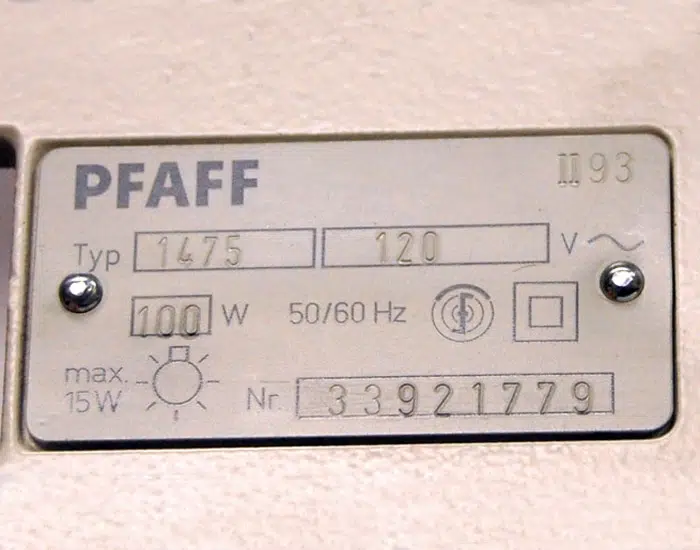 PFAFF II 93
Typ 1475 120 V ~
100 W 50/60 Hz
max.
15W Nr. 33921779